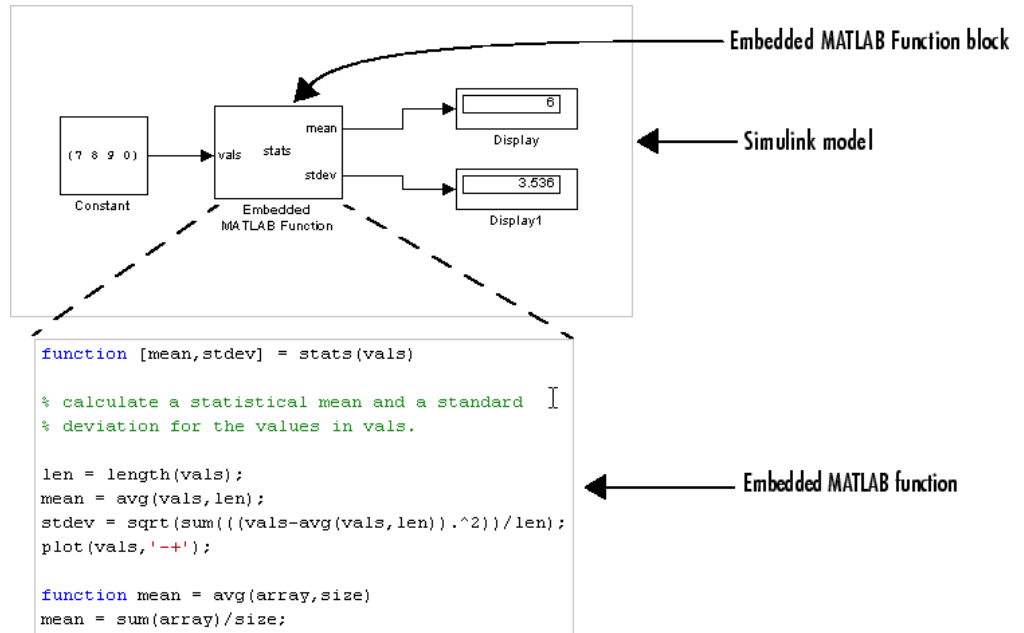 Embedded MATLAB Function block
mean
6
Display
Simulink model
(7 8 9 0)
vals
stats
stdev
3.536
Constant
Embedded
MATLAB Function
Display1
function [mean,stdev] = stats(vals)
% calculate a statistical mean and a standard
% deviation for the values in vals.
len = length(vals);
mean = avg(vals,len);
stdev = sqrt(sum(((vals-avg(vals,len)).^2))/len);
plot(vals,'-+');
function mean = avg(array,size)
mean = sum(array)/size;
Embedded MATLAB function